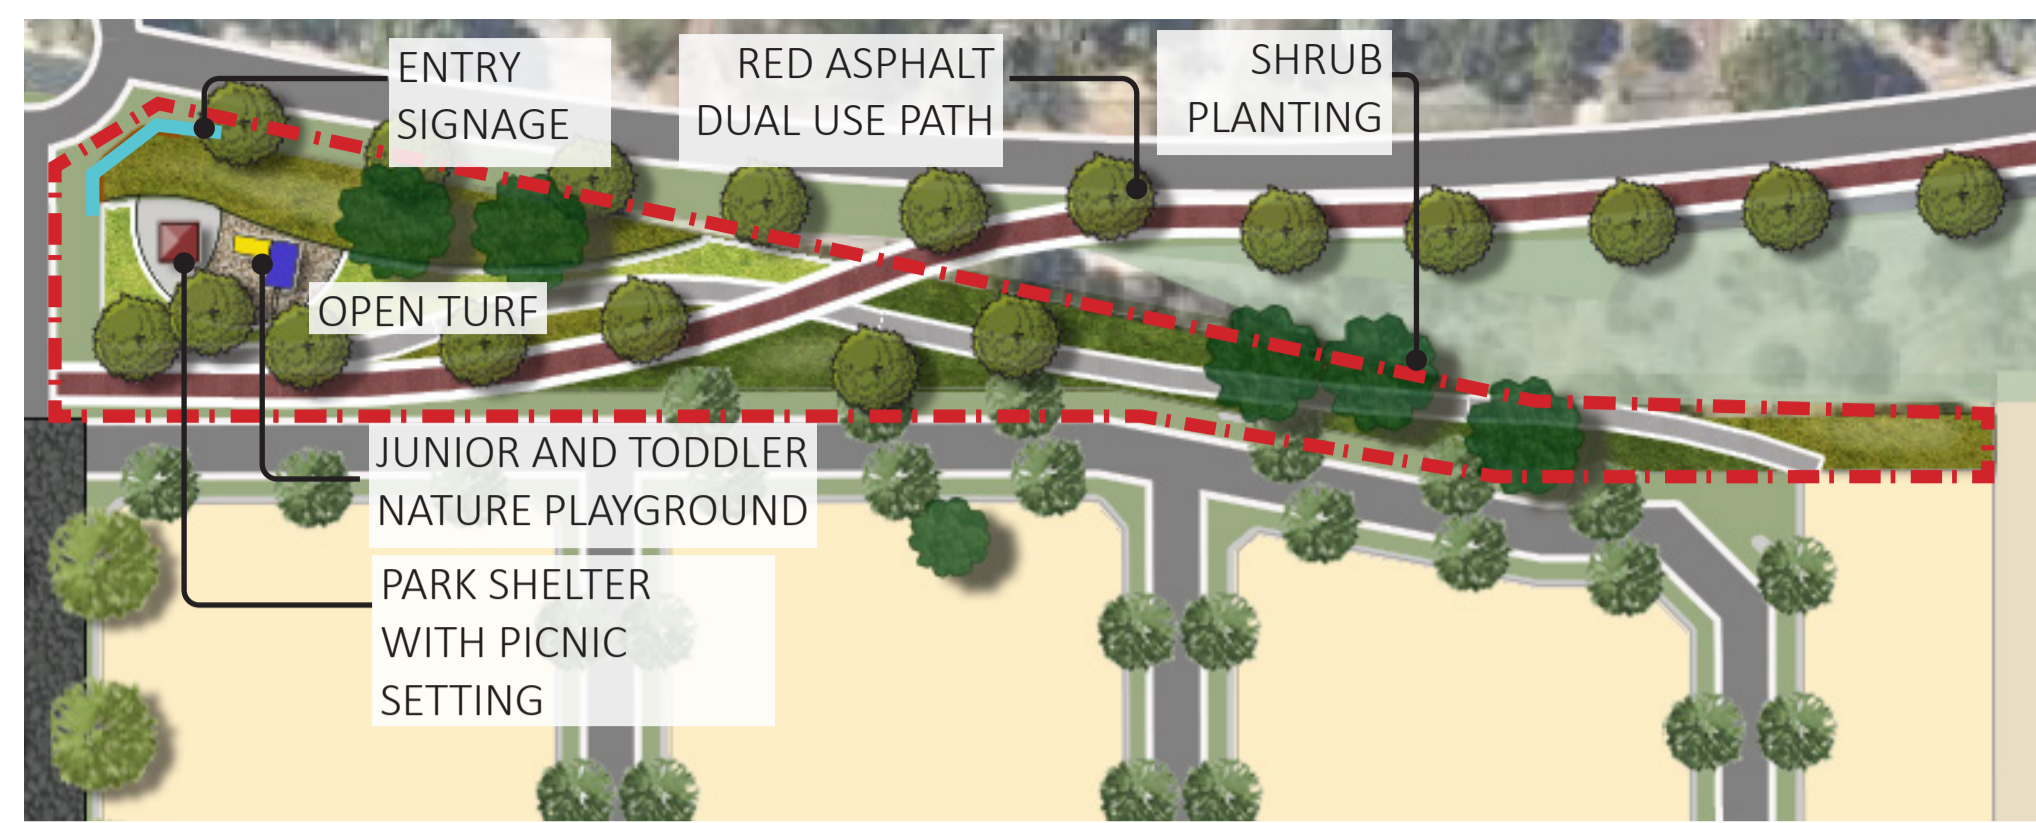 ENTRY
SIGNAGE
RED ASPHALT
DUAL USE PATH
SHRUB
PLANTING
OPEN TURF
JUNIOR AND TODDLER
NATURE PLAYGROUND
PARK SHELTER
WITH PICNIC
SETTING